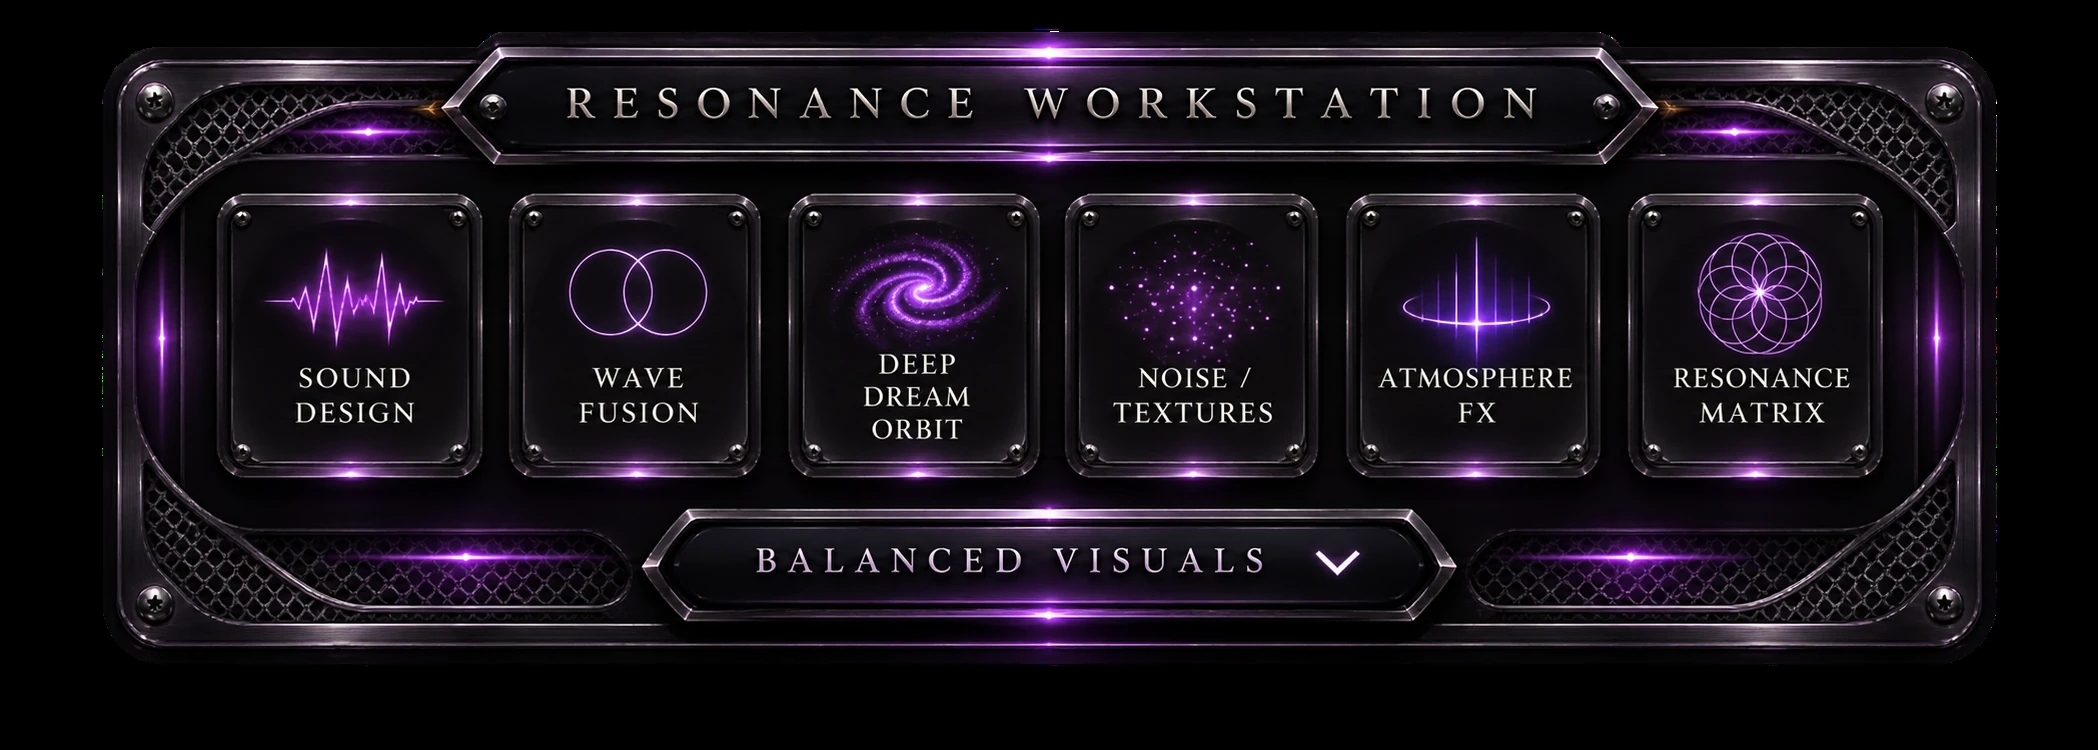 RESONANCE WORKSTATION
SOUND
DESIGN
WAVE
FUSION
DEEP
DREAM
ORBIT
NOISE /
TEXTURES
ATMOSPHERE
FX
RESONANCE
MATRIX
BALANCED VISUALS